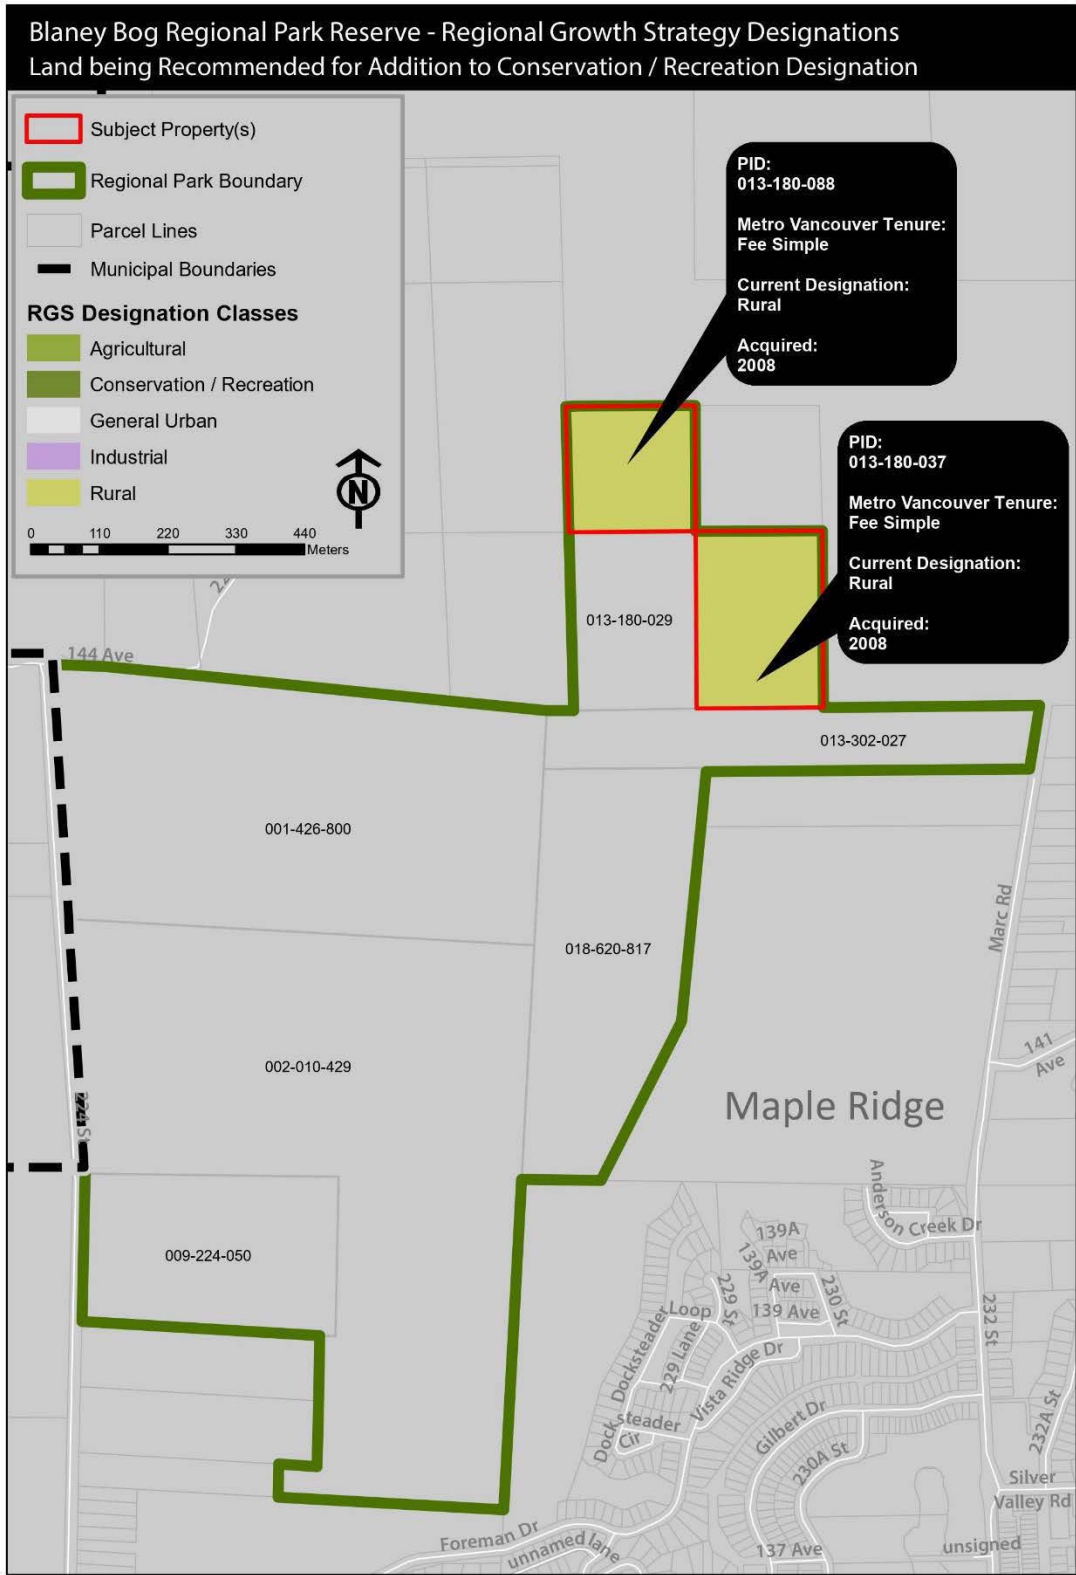 Blaney Bog Regional Park Reserve - Regional Growth Strategy Designations
Land being Recommended for Addition to Conservation / Recreation Designation
Subject Property(s)
Regional Park Boundary
Parcel Lines
Municipal Boundaries
RGS Designation Classes
Agricultural
Conservation / Recreation
General Urban
Industrial
Rural
N
0 110 220 330 440
Meters
PID:
013-180-088
Metro Vancouver Tenure:
Fee Simple
Current Designation:
Rural
Acquired:
2008
PID:
013-180-037
Metro Vancouver Tenure:
Fee Simple
Current Designation:
Rural
Acquired:
2008
013-180-029
144 Ave
013-302-027
001-426-800
Marc Rd
018-620-817
141
Ave
002-010-429
Maple Ridge
224 St
009-224-050
Anderson Creek Dr
139A
Ave
139A
Ave
229 St
230 St
139 Ave
232 St
Docksteader Loop
229 Lane
Vista Ridge Dr
Docksteader
Cir
Gilbert Dr
230A St
232A St
Silver
Valley Rd
Foreman Dr
unnamed lane
137 Ave
unsigned